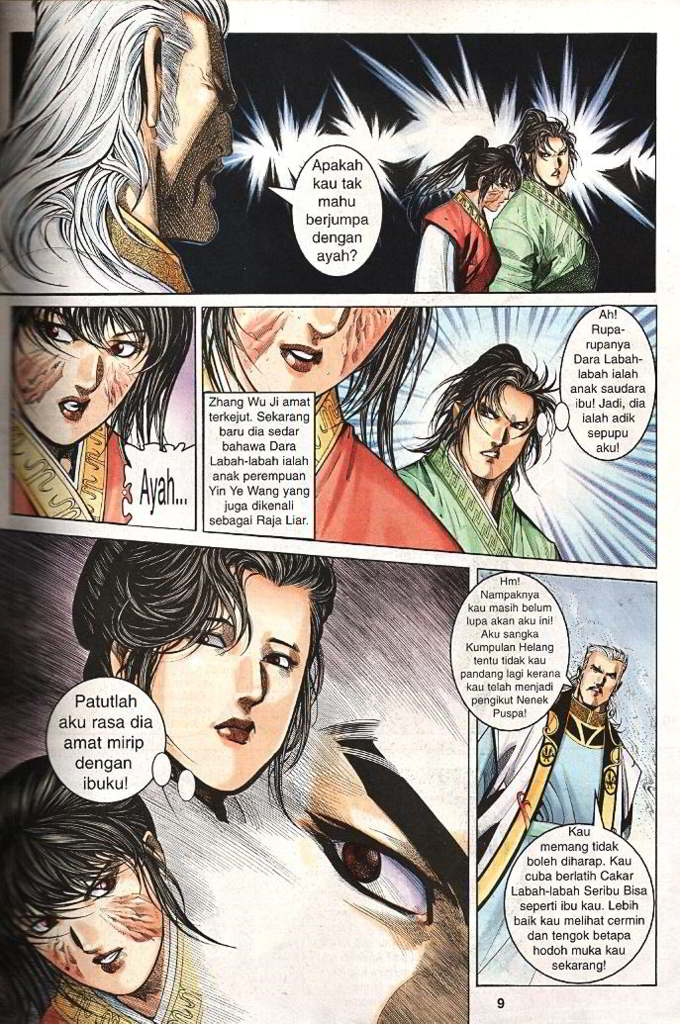 Apakah
kau tak
mahu
berjumpa
dengan
ayah?
Ayah...
Zhang Wu Ji amat
terkejut. Sekarang
baru dia sedar
bahawa Dara
Labah-labah ialah
anak perempuan
Yin Ye Wang yang
juga dikenali
sebagai Raja Liar.
Ah!
Rupa-
rupanya
Dara Labah-
labah ialah
anak saudara
ibu! Jadi, dia
ialah adik
sepupu
aku!
Patutlah
aku rasa dia
amat mirip
dengan
ibuku!
Hm!
Nampaknya
kau masih belum
lupa akan aku ini!
Aku sangka
Kumpulan Helang
tentu tidak kau
pandang lagi kerana
kau telah menjadi
pengikut Nenek
Puspa!
Kau
memang tidak
boleh diharap. Kau
cuba berlatih Cakar
Labah-labah Seribu Bisa
seperti ibu kau. Lebih
baik kau melihat cermin
dan tengok betapa
hodoh muka kau
sekarang!
9